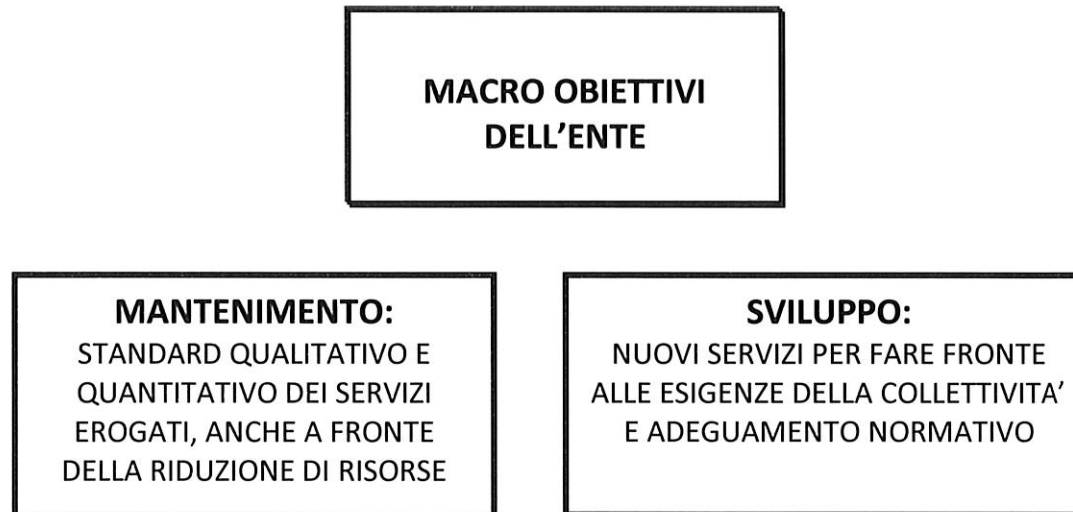 MACRO OBIETTIVI
DELL’ENTE
MANTENIMENTO:
STANDARD QUALITATIVO E
QUANTITATIVO DEI SERVIZI
EROGATI, ANCHE A FRONTE
DELLA RIDUZIONE DI RISORSE
SVILUPPO:
NUOVI SERVIZI PER FARE FRONTE
ALLE ESIGENZE DELLA COLLETTIVITA’
E ADEGUAMENTO NORMATIVO